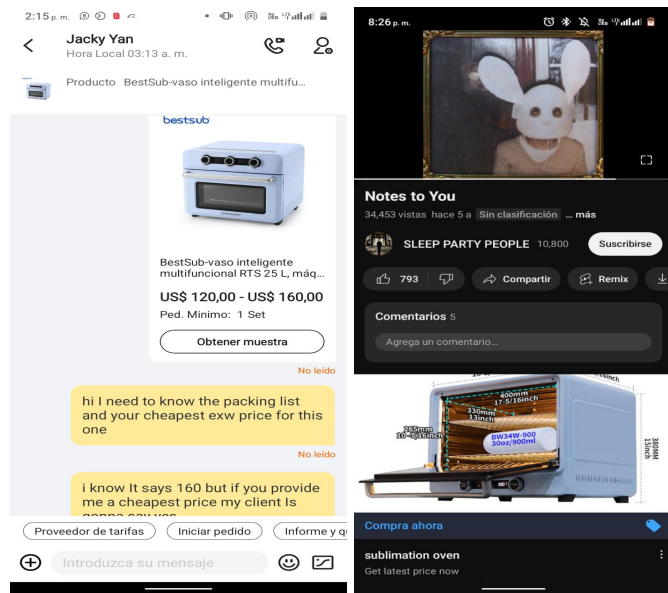 2:15 p. m.
Jacky Yan
Hora Local 03:13 a. m.
Producto BestSub-vaso inteligente multifu...
bestsub
BestSub-vaso inteligente
multifuncional RTS 25 L, máq...
US$ 120,00 - US$ 160,00
Ped. Minimo: 1 Set
Obtener muestra
No leído
hi I need to know the packing list
and your cheapest exw price for this
one
No leído
i know It says 160 but if you provide
me a cheapest price my client Is
gonna say yes
Proveedor de tarifas
Iniciar pedido
Informe y q
Introduzca su mensaje
8:26 p. m.
Notes to You
34,453 vistas hace 5 a Sin clasificación ... más
SLEEP PARTY PEOPLE 10,800 Suscribirse
793 Compartir Remix
Comentarios 5
Agrega un comentario...
400mm
17-5/16inch
330mm
13inch
265mm
BW34W-900
30oz/900ml
380MM
15inch
Compra ahora
sublimation oven
Get latest price now